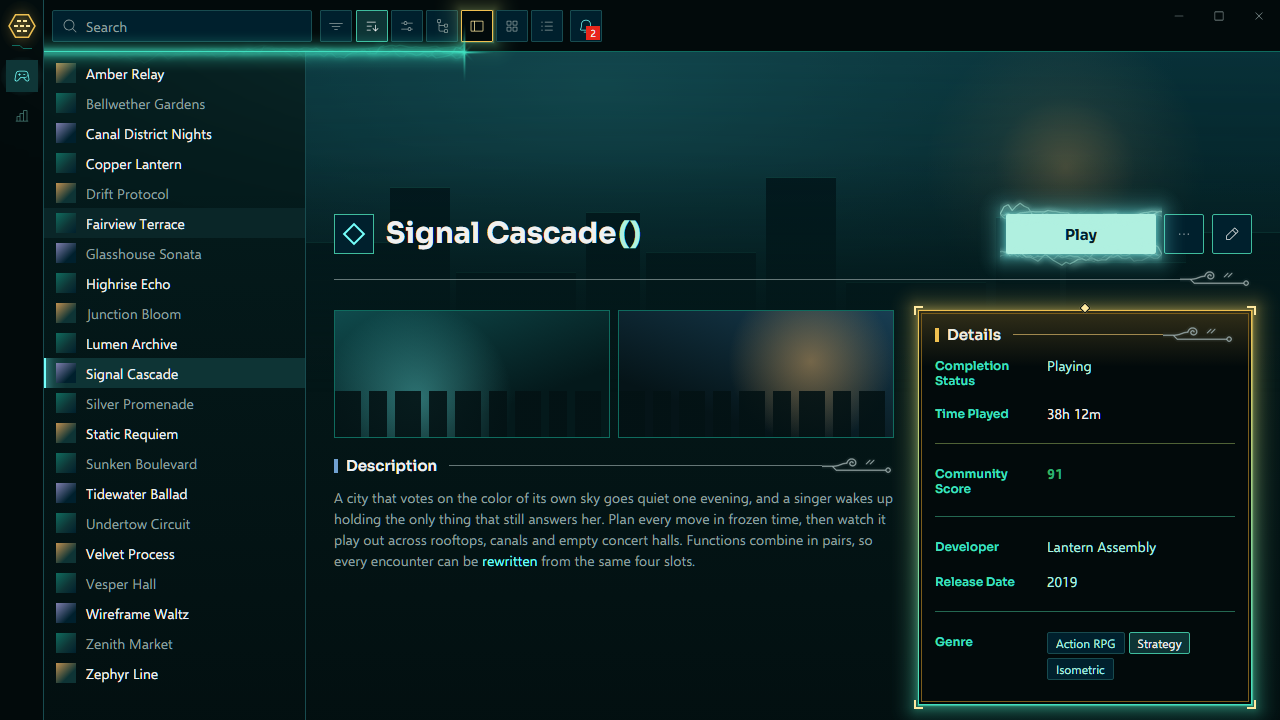 Search
2
Amber Relay
Bellwether Gardens
Canal District Nights
Copper Lantern
Drift Protocol
Fairview Terrace
Glasshouse Sonata
Highrise Echo
Junction Bloom
Lumen Archive
Signal Cascade
Silver Promenade
Static Requiem
Sunken Boulevard
Tidewater Ballad
Undertow Circuit
Velvet Process
Vesper Hall
Wireframe Waltz
Zenith Market
Zephyr Line
Signal Cascade()
Play
Description
A city that votes on the color of its own sky goes quiet one evening, and a singer wakes up
holding the only thing that still answers her. Plan every move in frozen time, then watch it
play out across rooftops, canals and empty concert halls. Functions combine in pairs, so
every encounter can be rewritten from the same four slots.
Details
Completion Status
Playing
Time Played
38h 12m
Community Score
91
Developer
Lantern Assembly
Release Date
2019
Genre
Action RPG
Strategy
Isometric